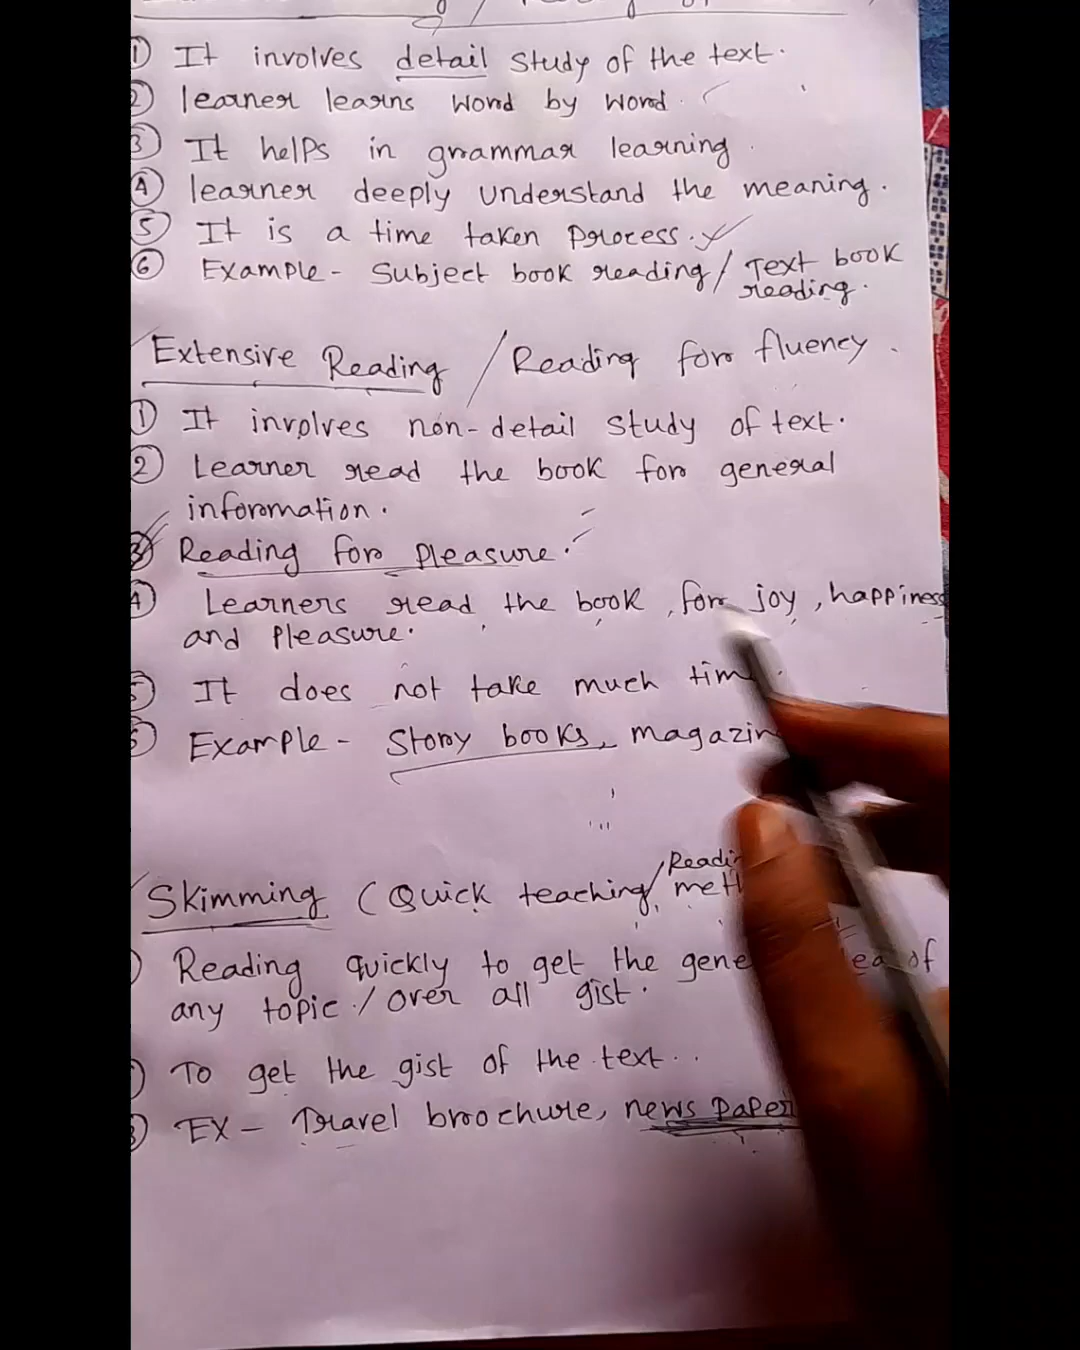 ① It involves detail study of the text.
② learner learns word by word.
③ It helps in grammar learning.
④ learner deeply understand the meaning.
⑤ It is a time taken process.
⑥ Example - Subject book reading/ Text book
reading.
Extensive Reading / Reading for fluency.
① It involves non-detail study of text.
② Learner read the book for general
information.
③ Reading for pleasure.
④ Learners read the book, for joy, happiness
and pleasure.
⑤ It does not take much
⑥ Example - Story books,
Skimming (Quick teaching/
Reading quickly to get the of
any topic / over all gist.
To get the gist of the text..
③ EX - Travel brochure, news paper